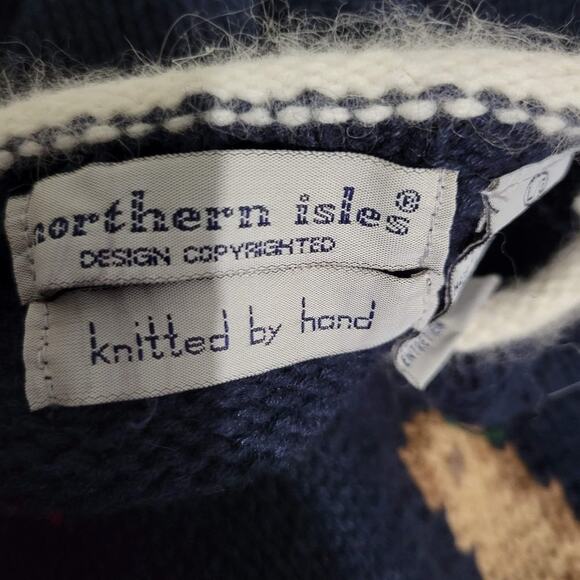 northern isles®
DESIGN COPYRIGHTED
knitted by hand